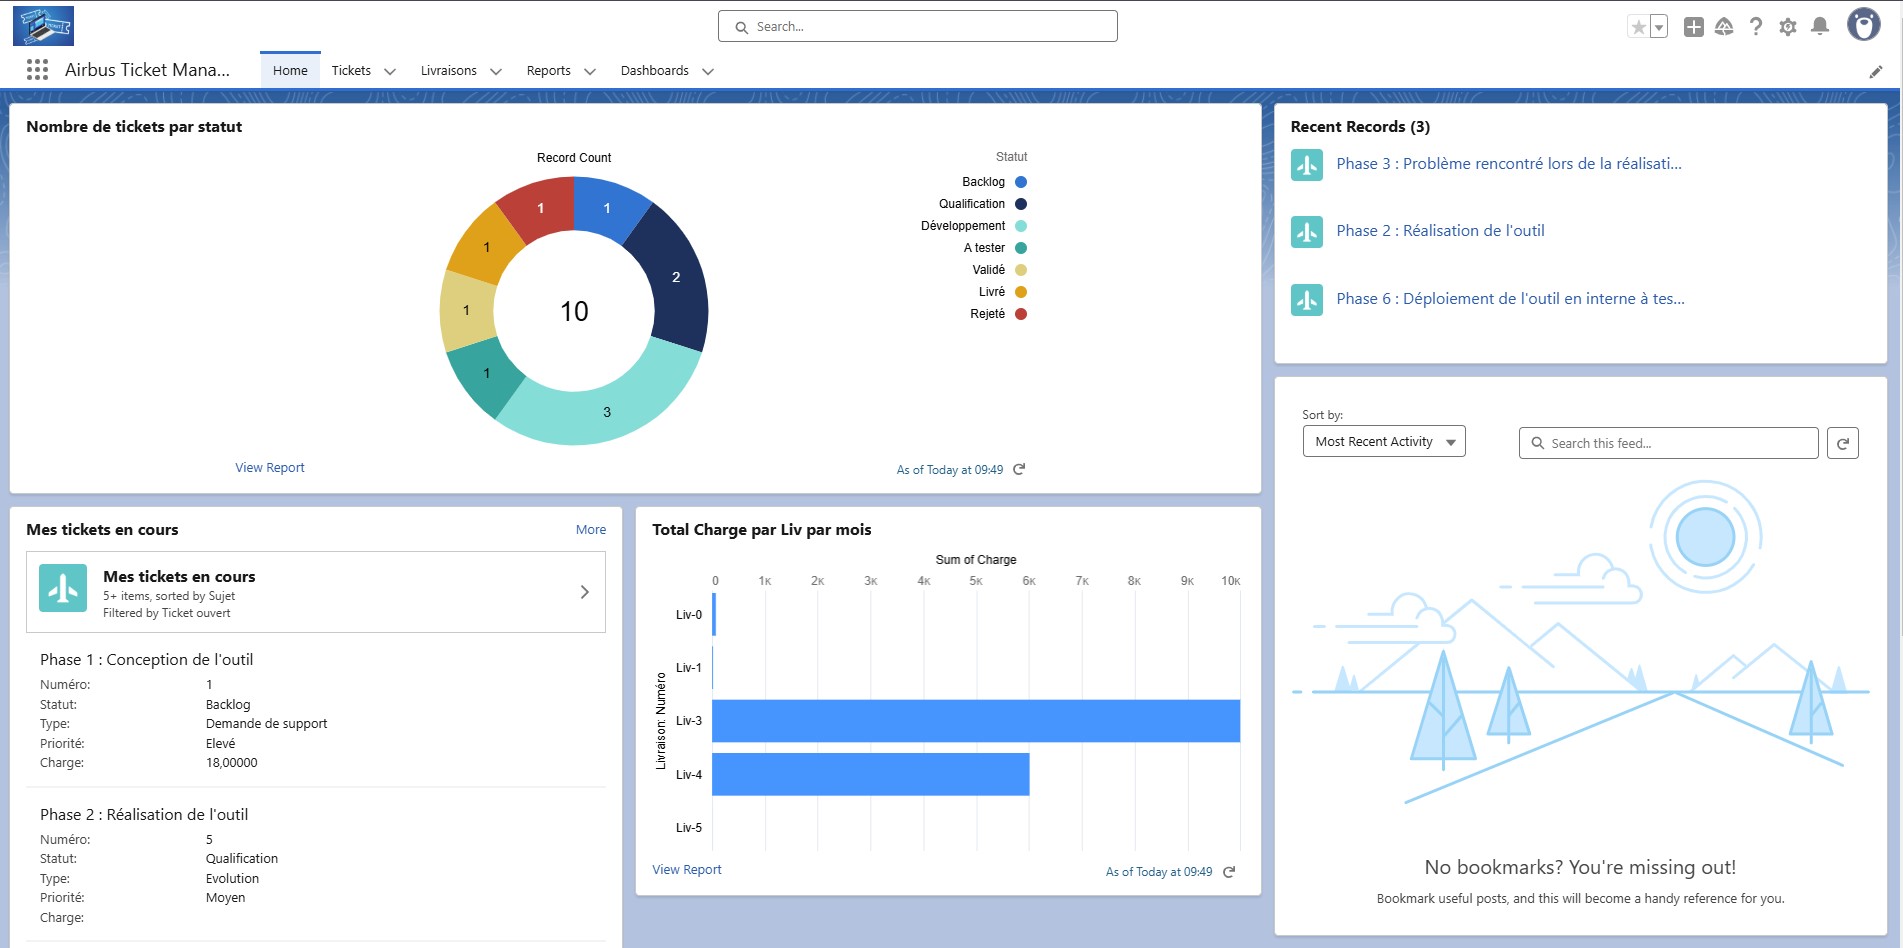 Search...
Airbus Ticket Mana...
Home
Tickets
Livraisons
Reports
Dashboards
Nombre de tickets par statut
Record Count
1
2
3
1
1
1
1
10
Statut
Backlog
Qualification
Développement
A tester
Validé
Livré
Rejeté
View Report
As of Today at 09:49
Recent Records (3)
Phase 3 : Problème rencontré lors de la réalisati...
Phase 2 : Réalisation de l'outil
Phase 6 : Déploiement de l'outil en interne à tes...
Mes tickets en cours
More
Mes tickets en cours
5+ items, sorted by Sujet
Filtered by Ticket ouvert
Phase 1 : Conception de l'outil
Numéro: 1
Statut: Backlog
Type: Demande de support
Priorité: Elevé
Charge: 18,00000
Phase 2 : Réalisation de l'outil
Numéro: 5
Statut: Qualification
Type: Evolution
Priorité: Moyen
Charge:
Total Charge par Liv par mois
Sum of Charge
0 1K 2K 3K 4K 5K 6K 7K 8K 9K 10K
Livraison: Numéro
Liv-0
Liv-1
Liv-3
Liv-4
Liv-5
View Report
As of Today at 09:49
Sort by:
Most Recent Activity
Search this feed...
No bookmarks? You're missing out!
Bookmark useful posts, and this will become a handy reference for you.